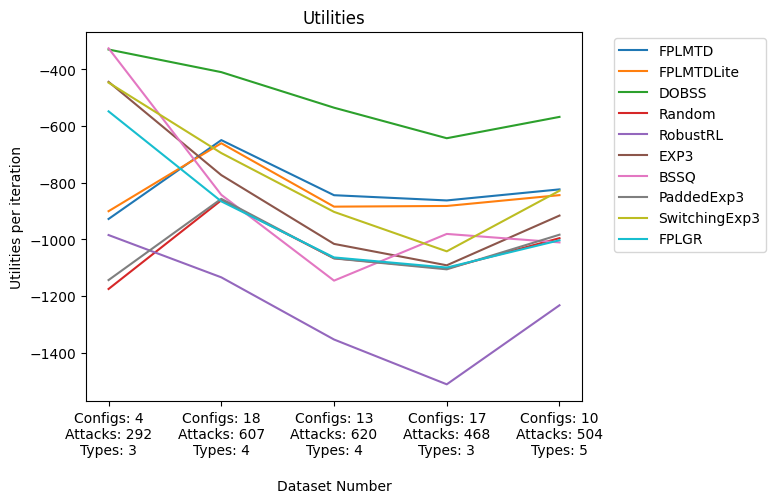 Utilities
Utilities per iteration
−400
−600
−800
−1000
−1200
−1400
Configs: 4
Attacks: 292
Types: 3
Configs: 18
Attacks: 607
Types: 4
Configs: 13
Attacks: 620
Types: 4
Configs: 17
Attacks: 468
Types: 3
Configs: 10
Attacks: 504
Types: 5
Dataset Number
FPLMTD
FPLMTDLite
DOBSS
Random
RobustRL
EXP3
BSSQ
PaddedExp3
SwitchingExp3
FPLGR